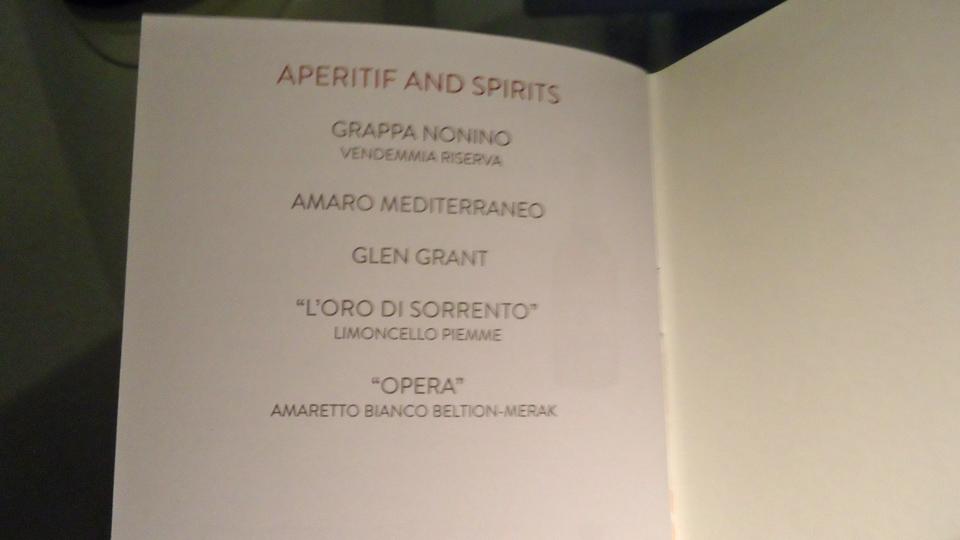 APERITIF AND SPIRITS
GRAPPA NONINO
VENDEMMIA RISERVA
AMARO MEDITERRANEO
GLEN GRANT
“L’ORO DI SORRENTO”
LIMONCELLO PIEMME
“OPERA”
AMARETTO BIANCO BELTION-MERAK